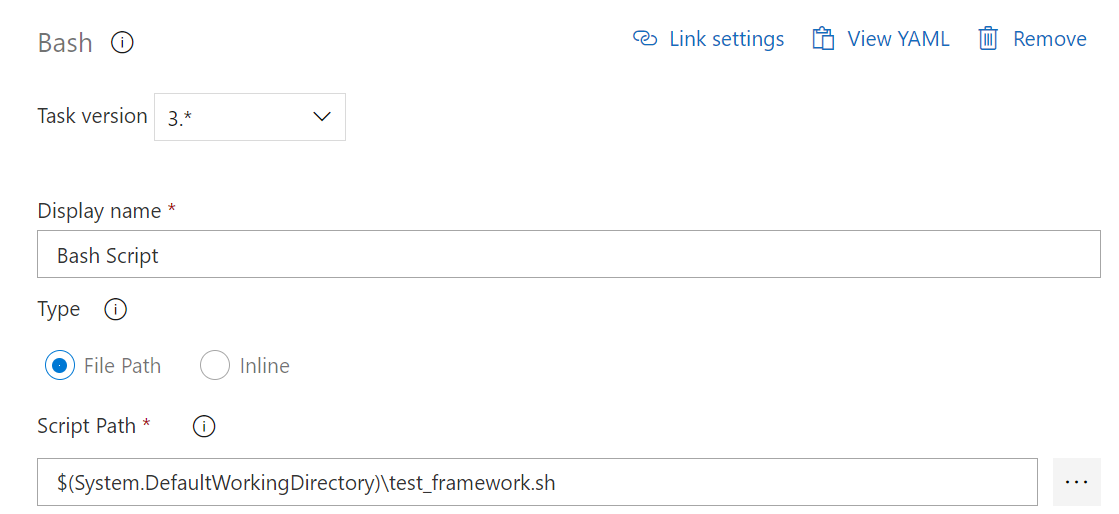 Bash
Link settings
View YAML
Remove
Task version 3.*
Display name *
Bash Script
Type
File Path
Inline
Script Path *
$(System.DefaultWorkingDirectory)\test_framework.sh
...